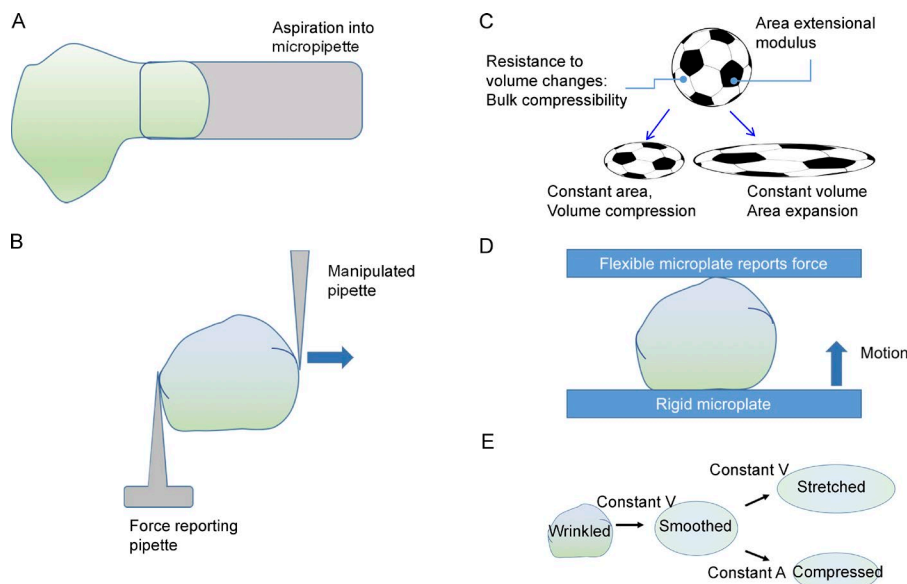 A
Aspiration into
micropipette
B
Manipulated
pipette
Force reporting
pipette
C
Area extensional
modulus
Resistance to
volume changes:
Bulk compressibility
Constant area,
Volume compression
Constant volume
Area expansion
D
Flexible microplate reports force
Motion
Rigid microplate
E
Constant V
Stretched
Constant V
Wrinkled
Smoothed
Constant A
Compressed